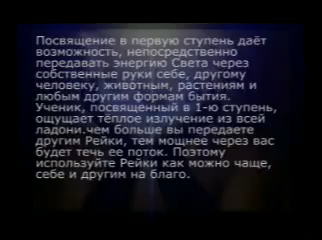 Посвящение в первую ступень даёт
возможность, непосредственно
передавать энергию Света через
собственные руки себе, другому
человеку, животным, растениям и
любым другим формам бытия.
Ученик, посвященный в 1-ю ступень,
ощущает тёплое излучение из всей
ладони.чем больше вы передаете
другим Рейки, тем мощнее через вас
будет течь ее поток. Поэтому
используйте Рейки как можно чаще,
себе и другим на благо.